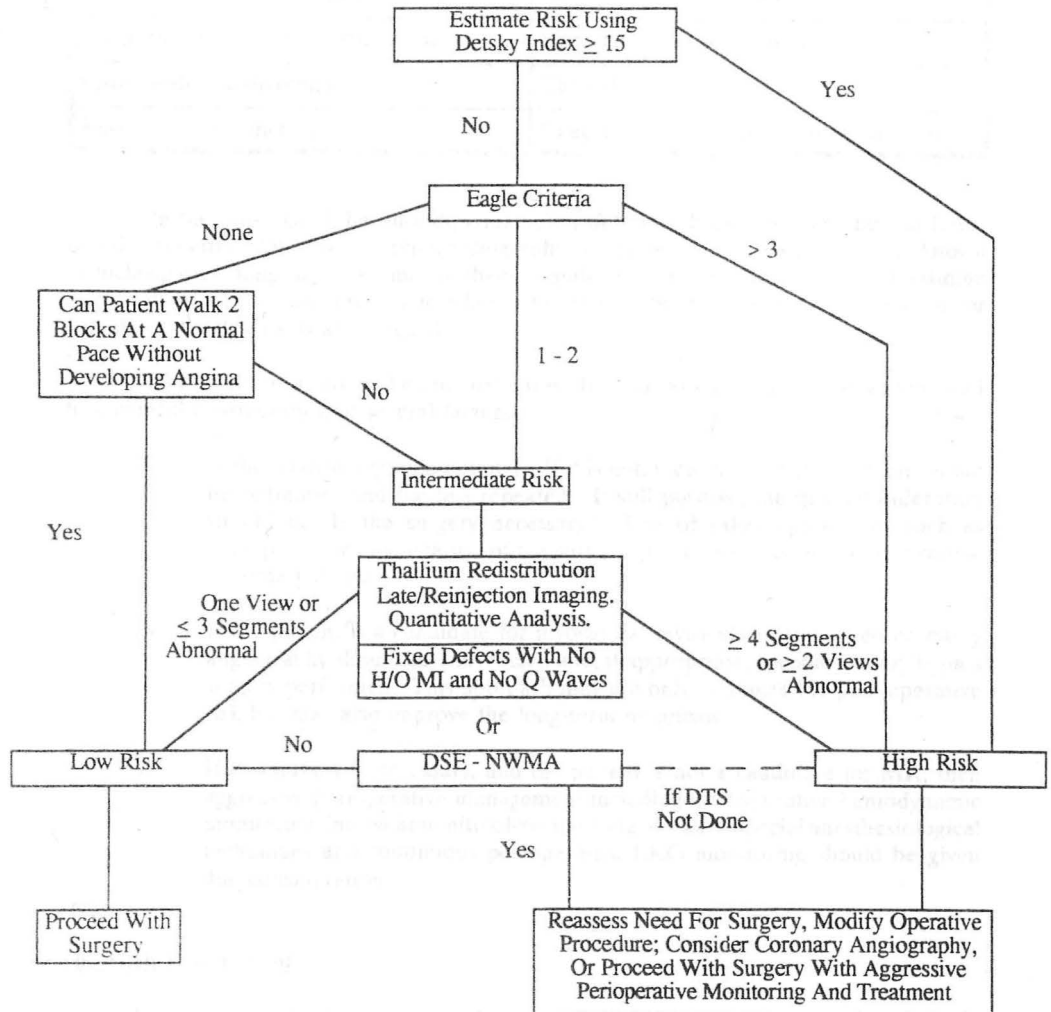 Estimate Risk Using
Detsky Index ≥ 15
Yes
No
Eagle Criteria
None
> 3
Can Patient Walk 2
Blocks At A Normal
Pace Without
Developing Angina
1 - 2
No
Intermediate Risk
Yes
Thallium Redistribution
Late/Reinjection Imaging.
Quantitative Analysis.
Fixed Defects With No
H/O MI and No Q Waves
One View or
≤ 3 Segments
Abnormal
≥ 4 Segments
or ≥ 2 Views
Abnormal
Or
Low Risk
No
DSE - NWMA
High Risk
If DTS
Not Done
Yes
Proceed With
Surgery
Reassess Need For Surgery, Modify Operative
Procedure; Consider Coronary Angiography,
Or Proceed With Surgery With Aggressive
Perioperative Monitoring And Treatment